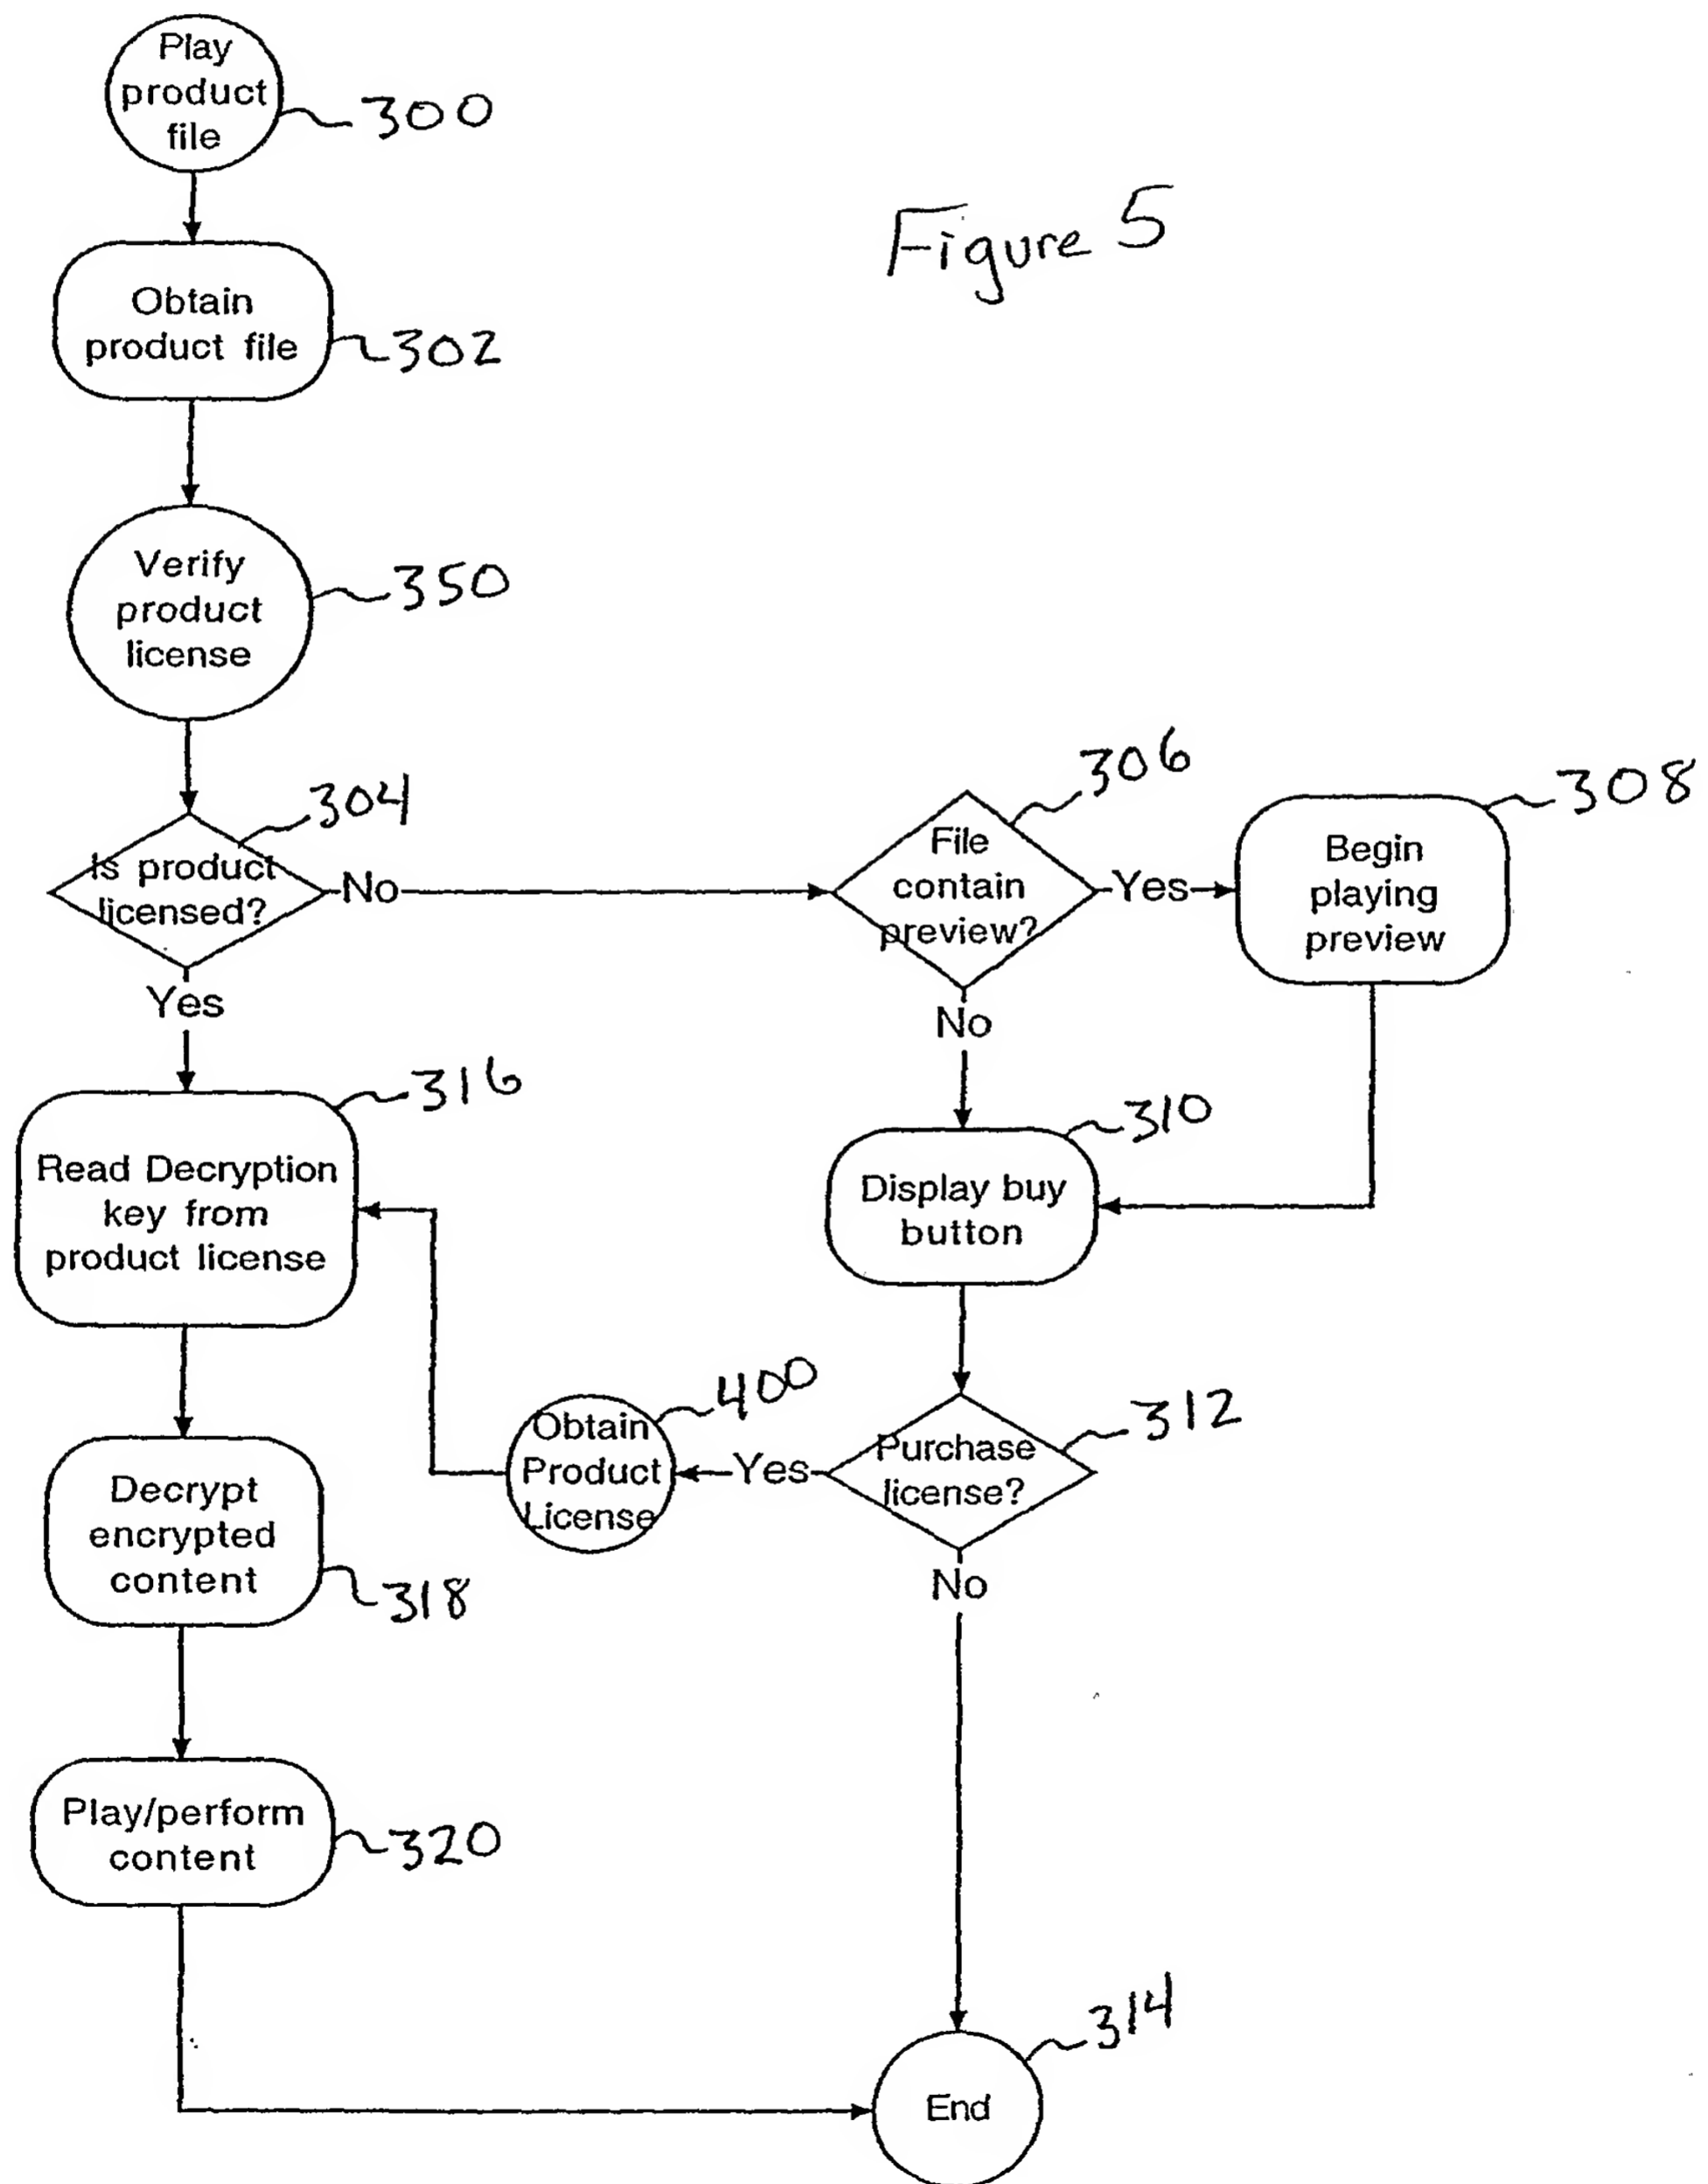 Play
product
file
300
Figure 5
Obtain
product file
302
Verify
product
license
350
304
Is product
licensed?
No
306
File
contain
preview?
Yes
308
Begin
playing
preview
Yes
No
316
Read Decryption
key from
product license
310
Display buy
button
400
Obtain
Product
License
Yes
312
Purchase
license?
No
Decrypt
encrypted
content
318
Play/perform
content
320
314
End